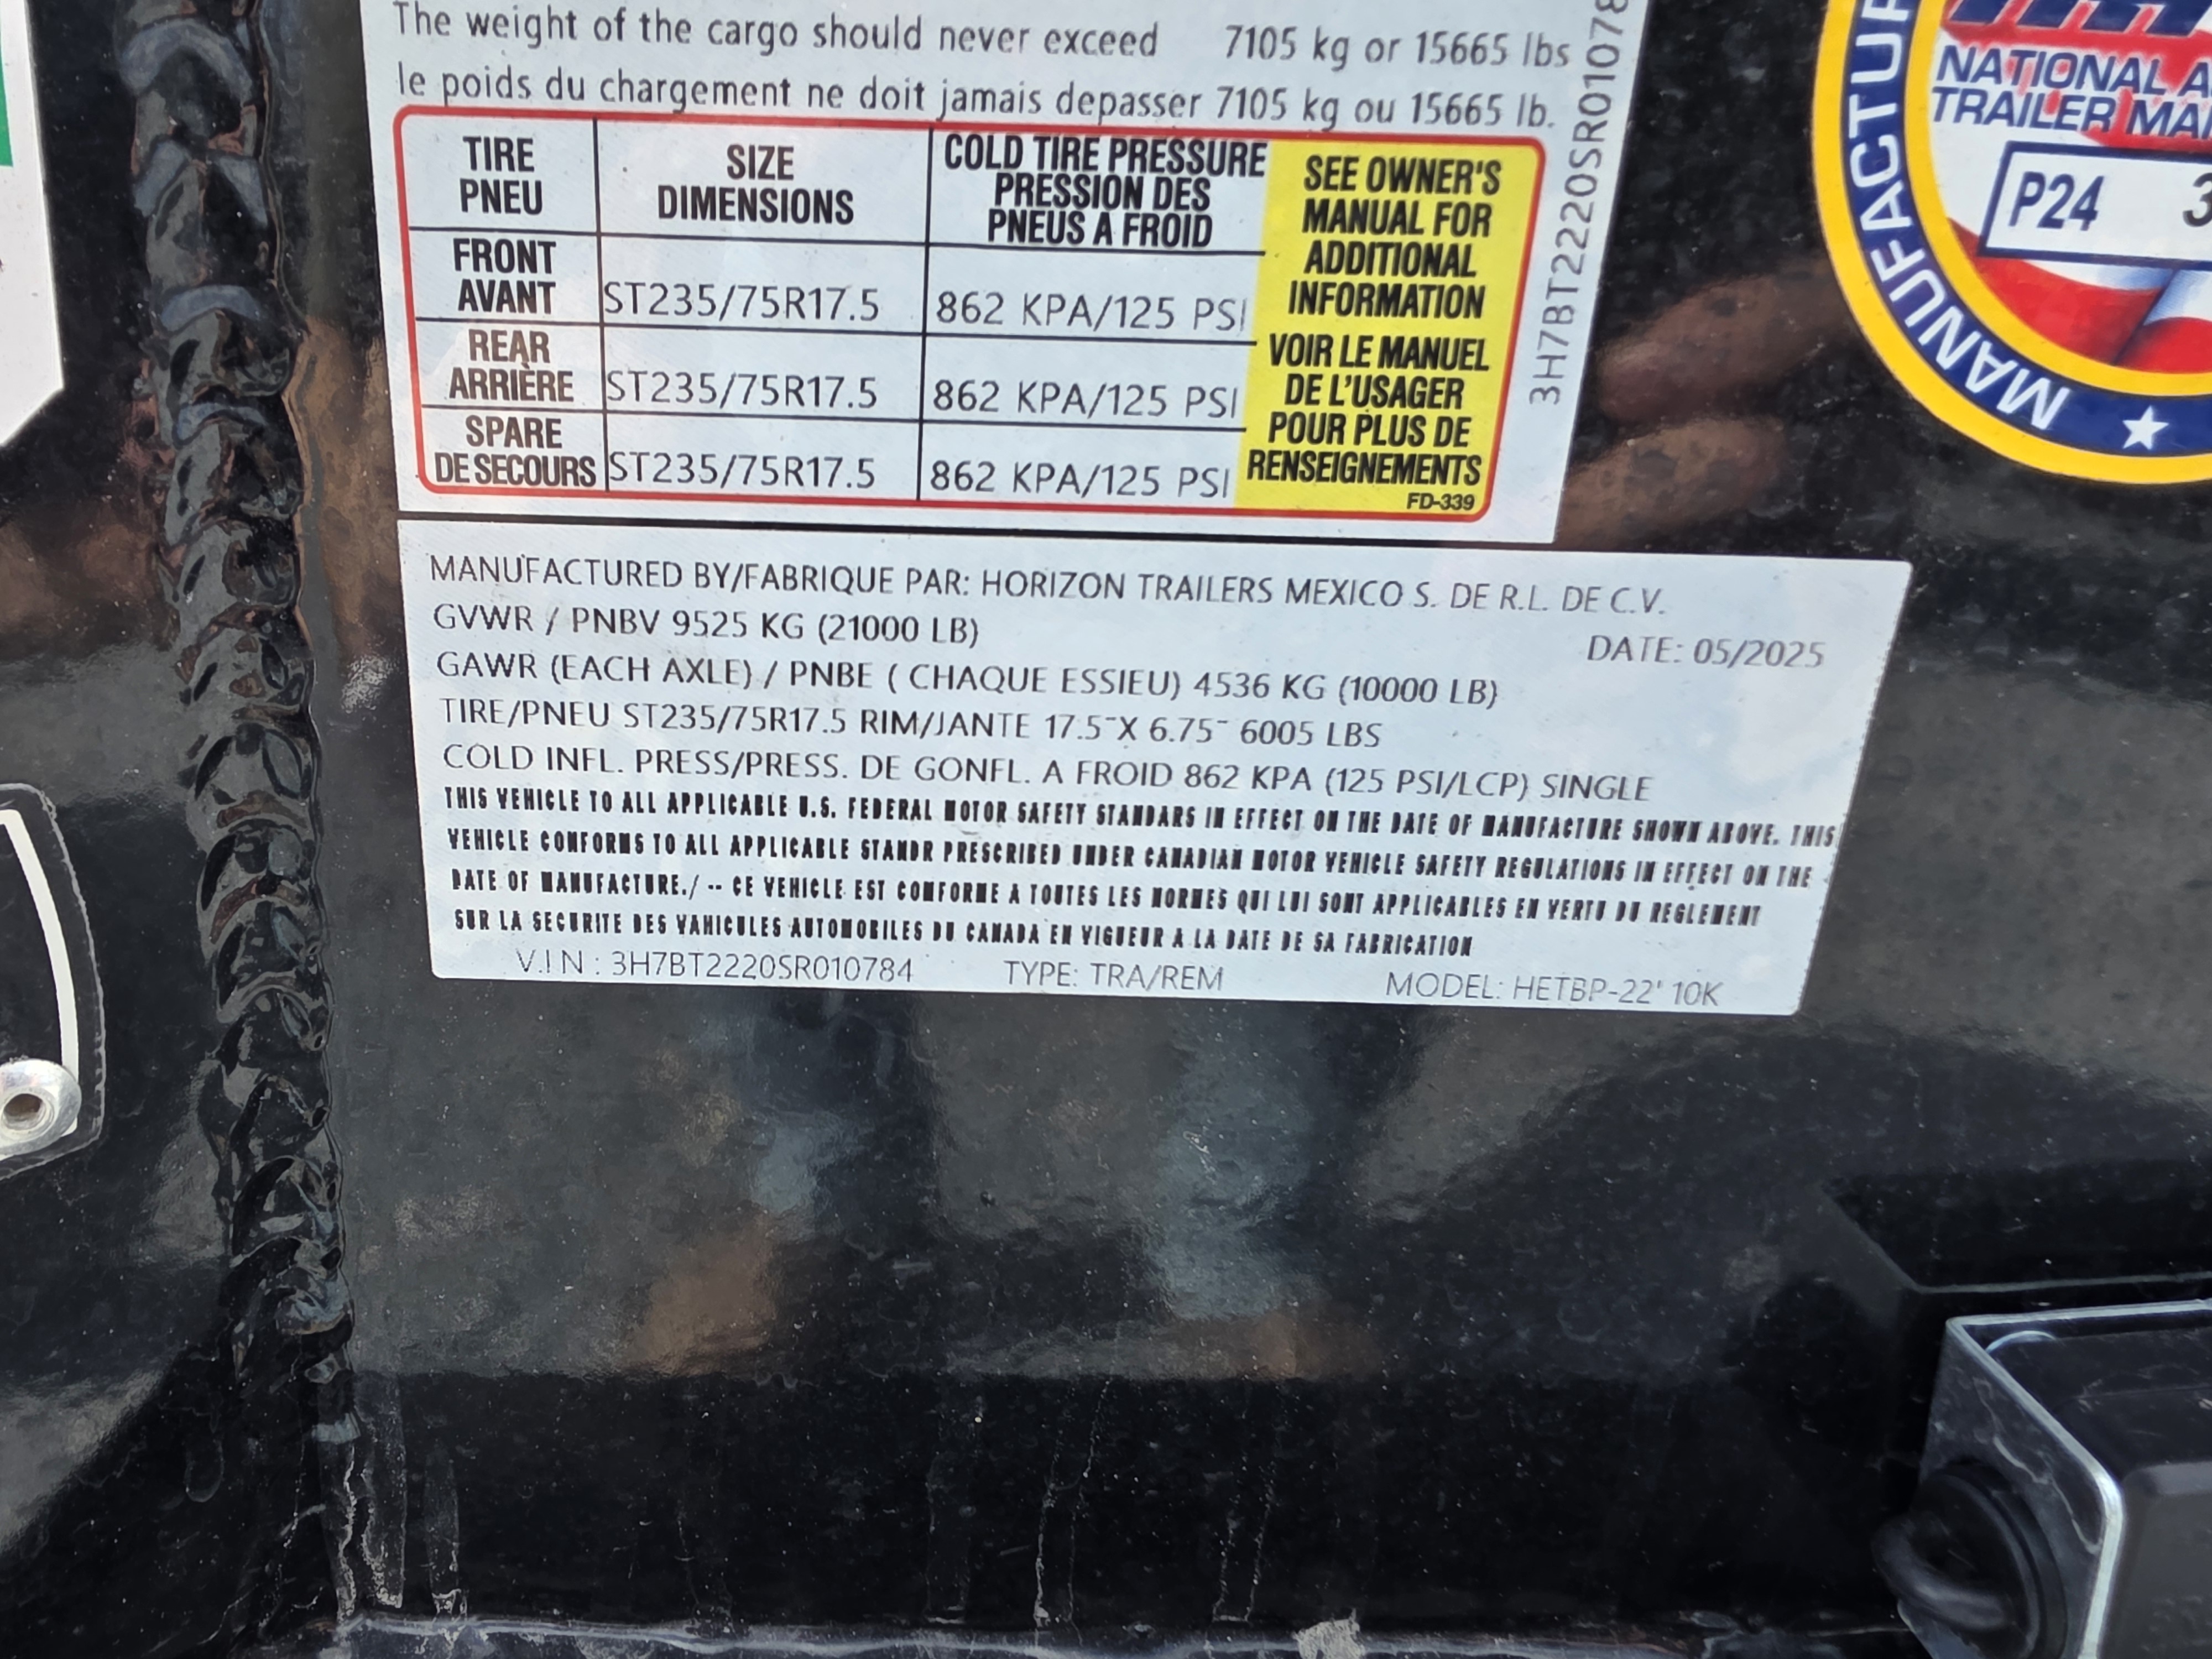 The weight of the cargo should never exceed 7105 kg or 15665 lbs
le poids du chargement ne doit jamais depasser 7105 kg ou 15665 lb.
TIRE PNEU
SIZE DIMENSIONS
COLD TIRE PRESSURE
PRESSION DES
PNEUS A FROID
FRONT AVANT
ST235/75R17.5
862 KPA/125 PSI
REAR ARRIÈRE
ST235/75R17.5
862 KPA/125 PSI
SPARE DE SECOURS
ST235/75R17.5
862 KPA/125 PSI
SEE OWNER'S
MANUAL FOR
ADDITIONAL
INFORMATION
VOIR LE MANUEL
DE L'USAGER
POUR PLUS DE
RENSEIGNEMENTS
FD-339
3H7BT2220SR01078
MANUFACTURED BY/FABRIQUE PAR: HORIZON TRAILERS MEXICO S. DE R.L. DE C.V.
GVWR / PNBV 9525 KG (21000 LB)
DATE: 05/2025
GAWR (EACH AXLE) / PNBE ( CHAQUE ESSIEU) 4536 KG (10000 LB)
TIRE/PNEU ST235/75R17.5 RIM/JANTE 17.5¯X 6.75¯ 6005 LBS
COLD INFL. PRESS/PRESS. DE GONFL. A FROID 862 KPA (125 PSI/LCP) SINGLE
THIS VEHICLE TO ALL APPLICABLE U.S. FEDERAL MOTOR SAFETY STANDARS IN EFFECT ON THE DATE OF MANUFACTURE SHOWN ABOVE. THIS
VEHICLE CONFORMS TO ALL APPLICABLE STANDR PRESCRIBED UNDER CANADIAN MOTOR VEHICLE SAFETY REGULATIONS IN EFFECT ON THE
DATE OF MANUFACTURE./ -- CE VEHICLE EST CONFORME A TOUTES LES NORMES QUI LUI SONT APPLICABLES EN VERTU DU REGLEMENT
SUR LA SECURITE DES VAHICULES AUTOMOBILES DU CANADA EN VIGUEUR A LA DATE DE SA FABRICATION
V.I N : 3H7BT2220SR010784 TYPE: TRA/REM MODEL: HETBP-22' 10K
NATIONAL
TRAILER
P24 3